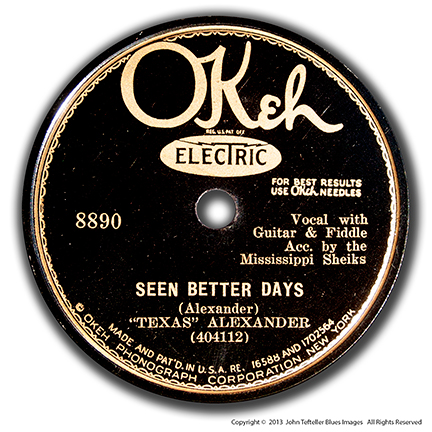 OKeh
REG. U.S. PAT. OFF.
ELECTRIC
FOR BEST RESULTS
USE OKeh NEEDLES
8890
Vocal with
Guitar & Fiddle
Acc. by the
Mississippi Sheiks
SEEN BETTER DAYS
(Alexander)
"TEXAS" ALEXANDER
(404112)
MADE AND PAT'D. IN U.S.A. RE. 16588 AND 1702564
© OKEH PHONOGRAPH CORPORATION, NEW YORK
Copyright © 2013 John Tefteller Blues Images All Rights Reserved